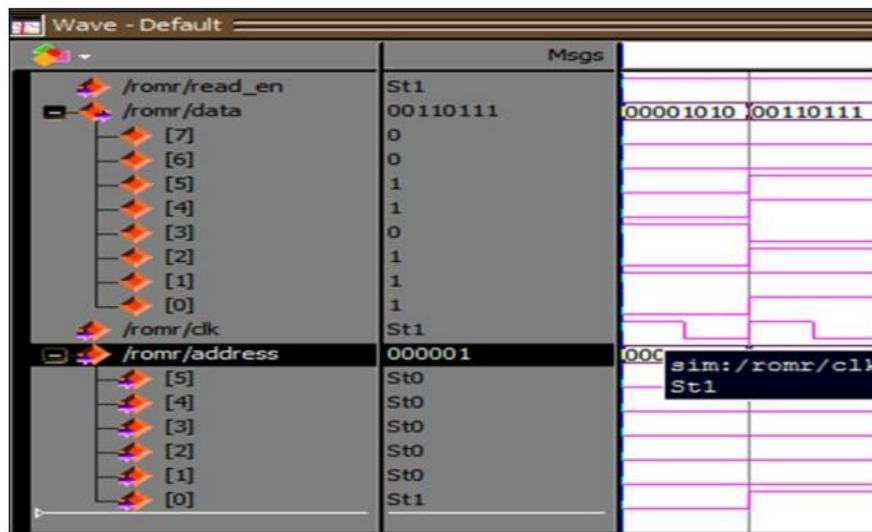 Wave - Default
Msgs
/romr/read_en St1
/romr/data 00110111 00001010 00110111
[7] 0
[6] 0
[5] 1
[4] 1
[3] 0
[2] 1
[1] 1
[0] 1
/romr/clk St1
/romr/address 000001 000
sim:/romr/clk
St1
[5] St0
[4] St0
[3] St0
[2] St0
[1] St0
[0] St1